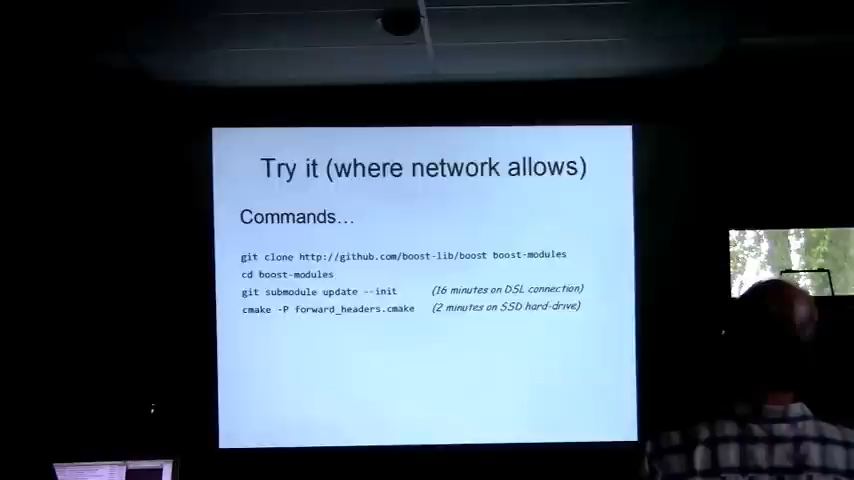 Try it (where network allows)
Commands…
git clone http://github.com/boost-lib/boost boost-modules
cd boost-modules
git submodule update --init (16 minutes on DSL connection)
cmake -P forward_headers.cmake (2 minutes on SSD hard-drive)